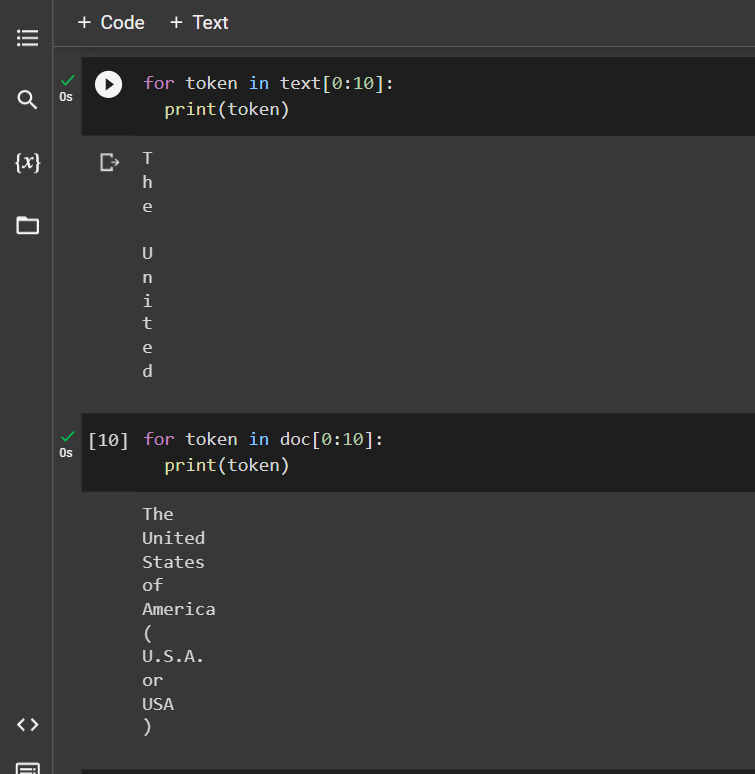 + Code + Text
0s
for token in text[0:10]:
print(token)
{x}
T
h
e
U
n
i
t
e
d
0s
[10] for token in doc[0:10]:
print(token)
The
United
States
of
America
(
U.S.A.
or
USA
)
<>